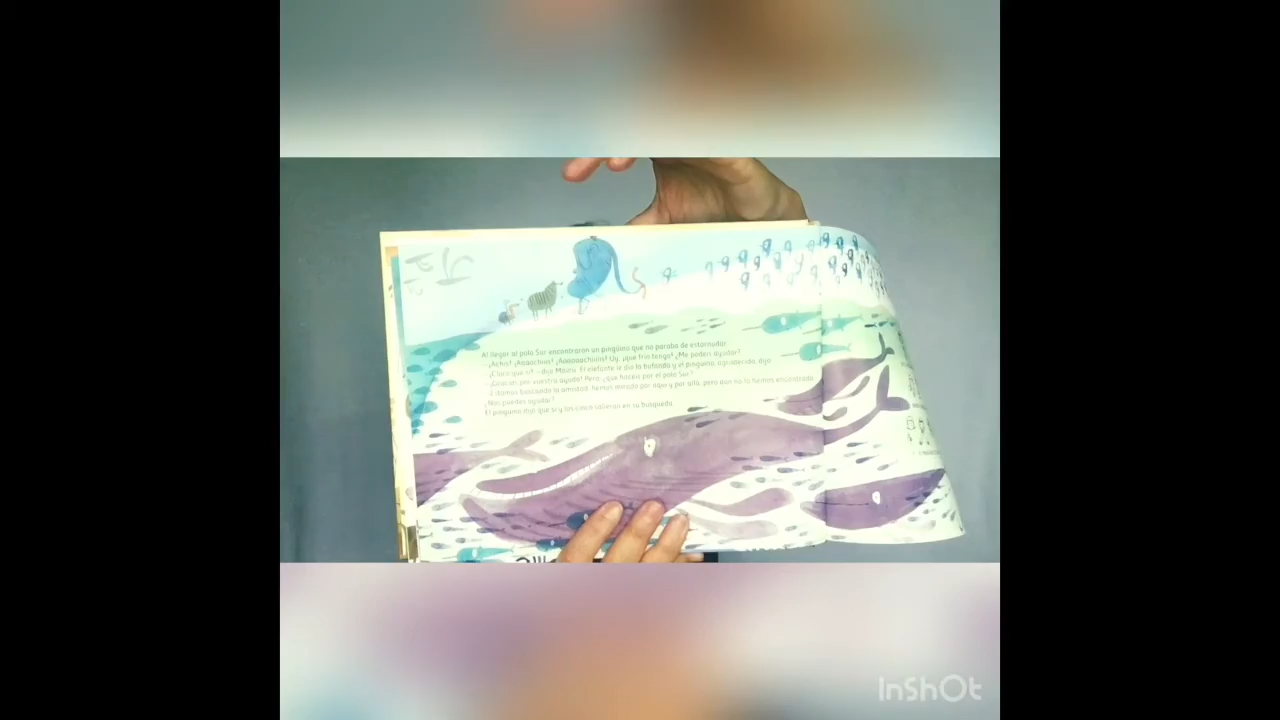 Al llegar al polo Sur encontraron un pingüino que no paraba de estornudar.
¡Achís! ¡Aaaachiiis! ¡Aaaaaachiiiiis! Uy, ¡qué frío tengo! ¿Me podéis ayudar?
¡Claro que sí! –dijo Mauro. El elefante le dio la bufanda y el pingüino, agradecido, dijo:
¡Gracias por vuestra ayuda! Pero, ¿qué hacéis por el polo Sur?
Estamos buscando la amistad, hemos mirado por aquí y por allá, pero aún no la hemos encontrado.
¿Nos puedes ayudar?
El pingüino dijo que sí y los cinco salieron en su búsqueda.
InShOt